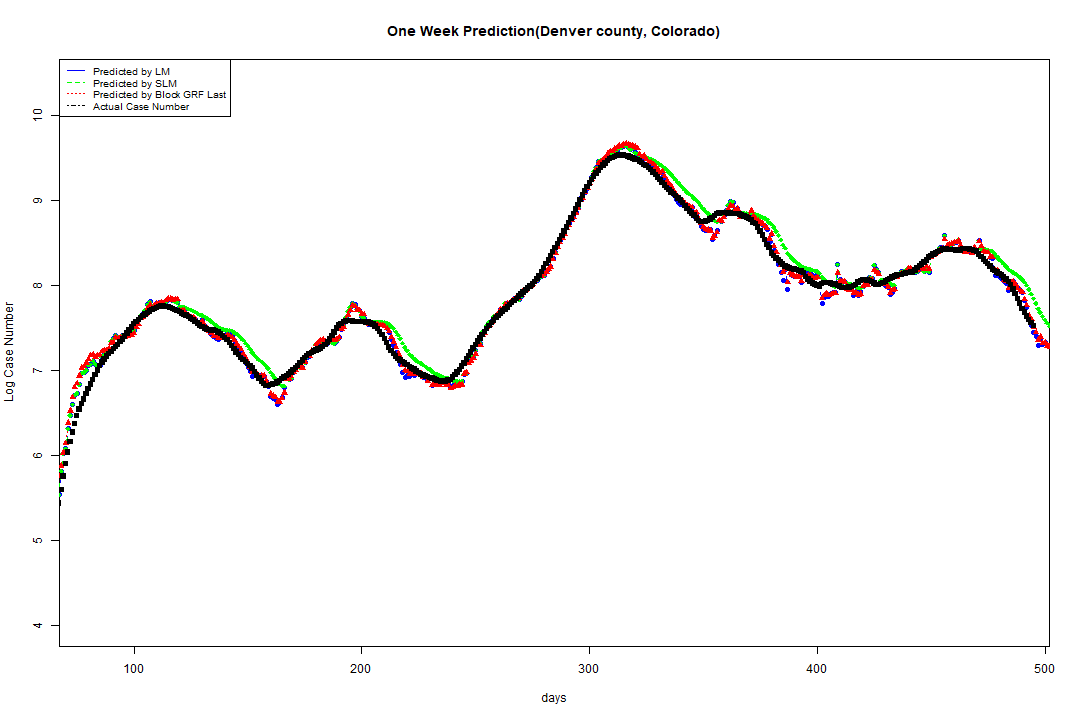 One Week Prediction(Denver county, Colorado)
Predicted by LM
Predicted by SLM
Predicted by Block GRF Last
Actual Case Number
10
9
8
7
6
5
4
Log Case Number
100
200
300
400
500
days